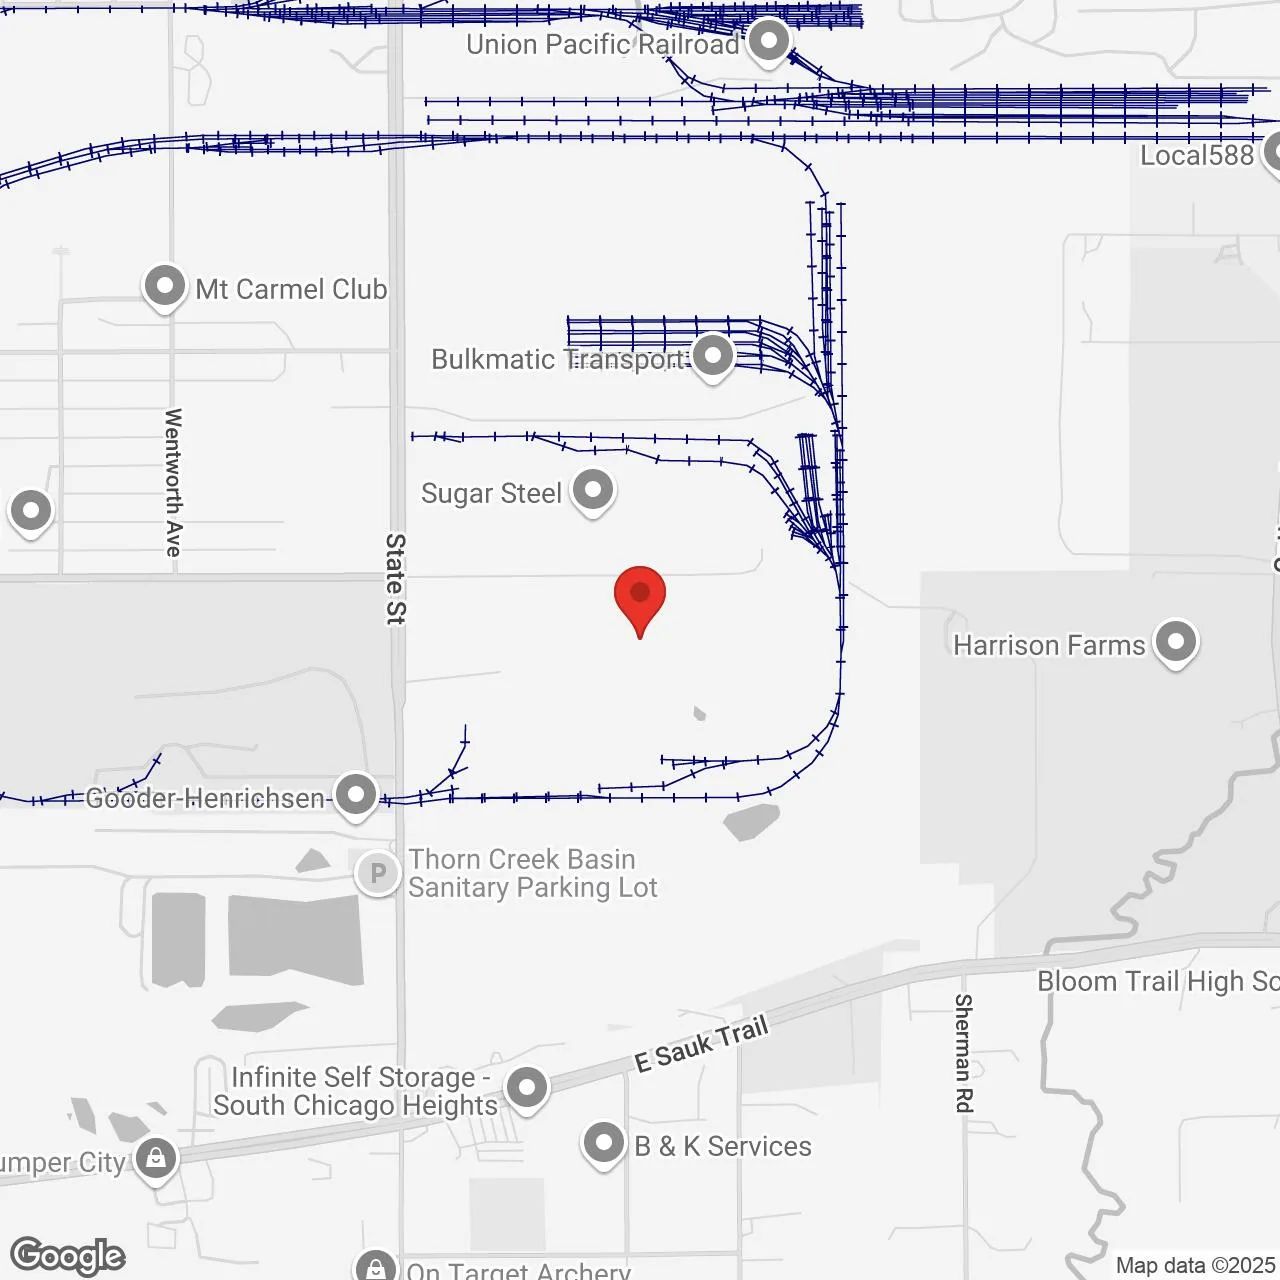 Union Pacific Railroad
Local588
Mt Carmel Club
Bulkmatic Transport
Wentworth Ave
Sugar Steel
State St
Harrison Farms
Gooder-Henrichsen
P
Thorn Creek Basin
Sanitary Parking Lot
Bloom Trail High Sc
E Sauk Trail
Sherman Rd
Infinite Self Storage -
South Chicago Heights
B & K Services
umper City
Google
On Target Archery
Map data ©2025